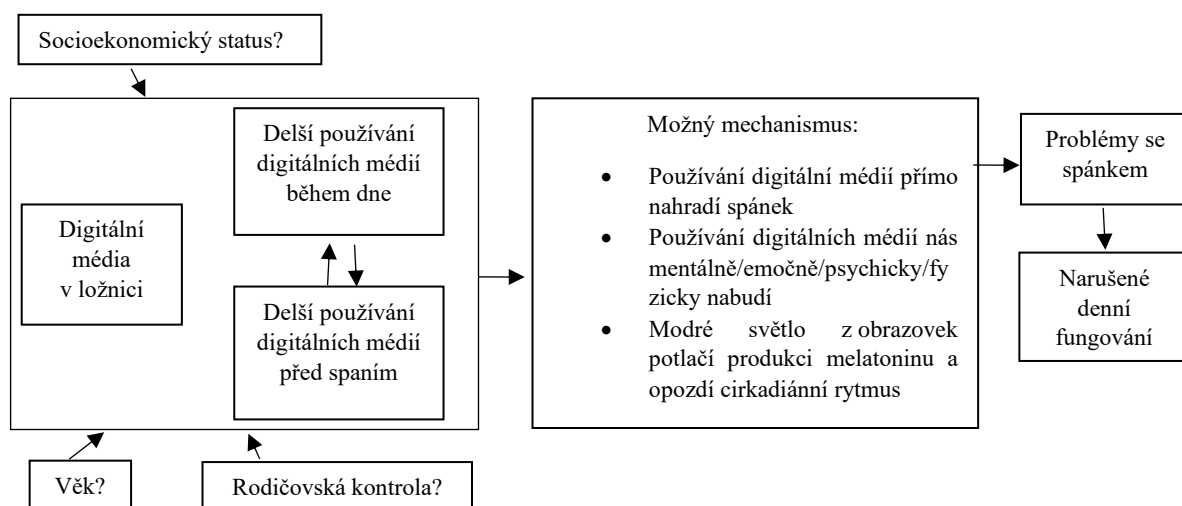 Socioekonomický status?
Delší používání
digitálních médií
během dne
Digitální
média
v ložnici
Delší používání
digitálních médií
před spaním
Věk?
Rodičovská kontrola?
Možný mechanismus:
• Používání digitální médií přímo
nahradí spánek
• Používání digitálních médií nás
mentálně/emočně/psychicky/fy
zicky nabudí
• Modré světlo z obrazovek
potlačí produkci melatoninu a
opozdí cirkadiánní rytmus
Problémy se
spánkem
Narušené
denní
fungování